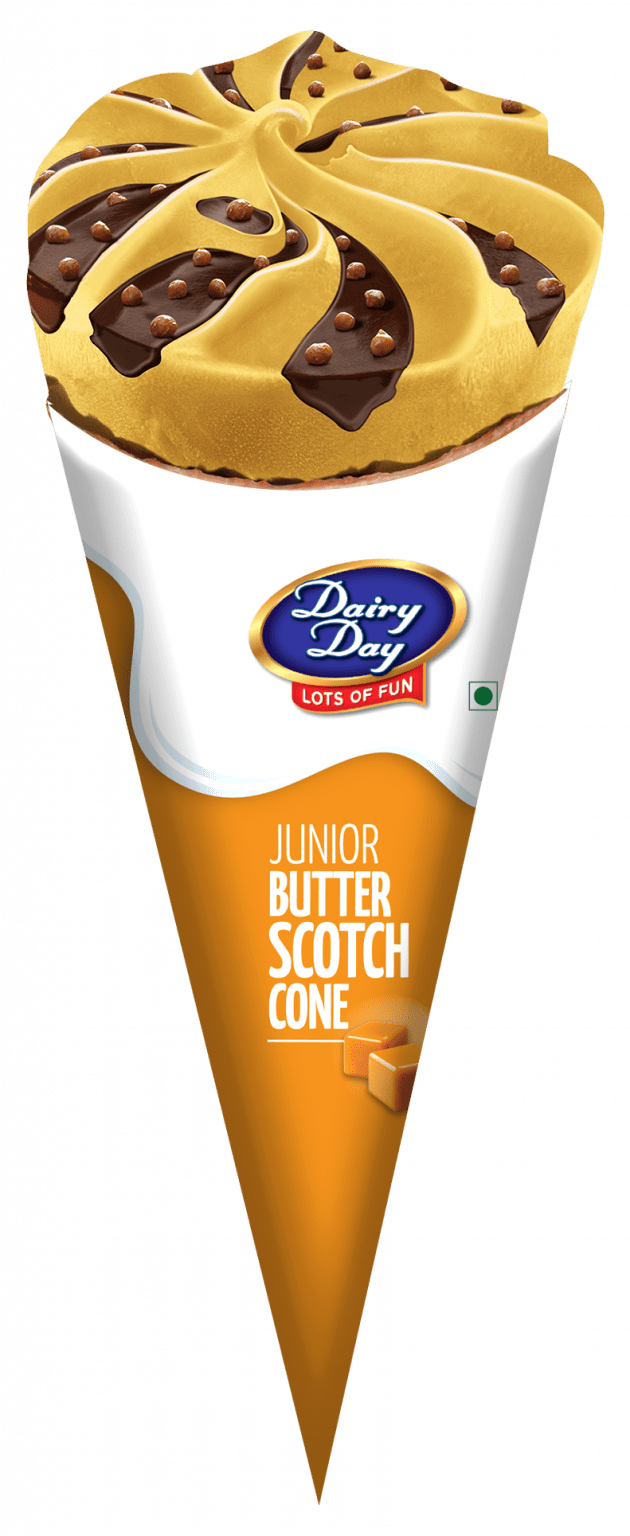 Dairy
Day
LOTS OF FUN
JUNIOR
BUTTER
SCOTCH
CONE